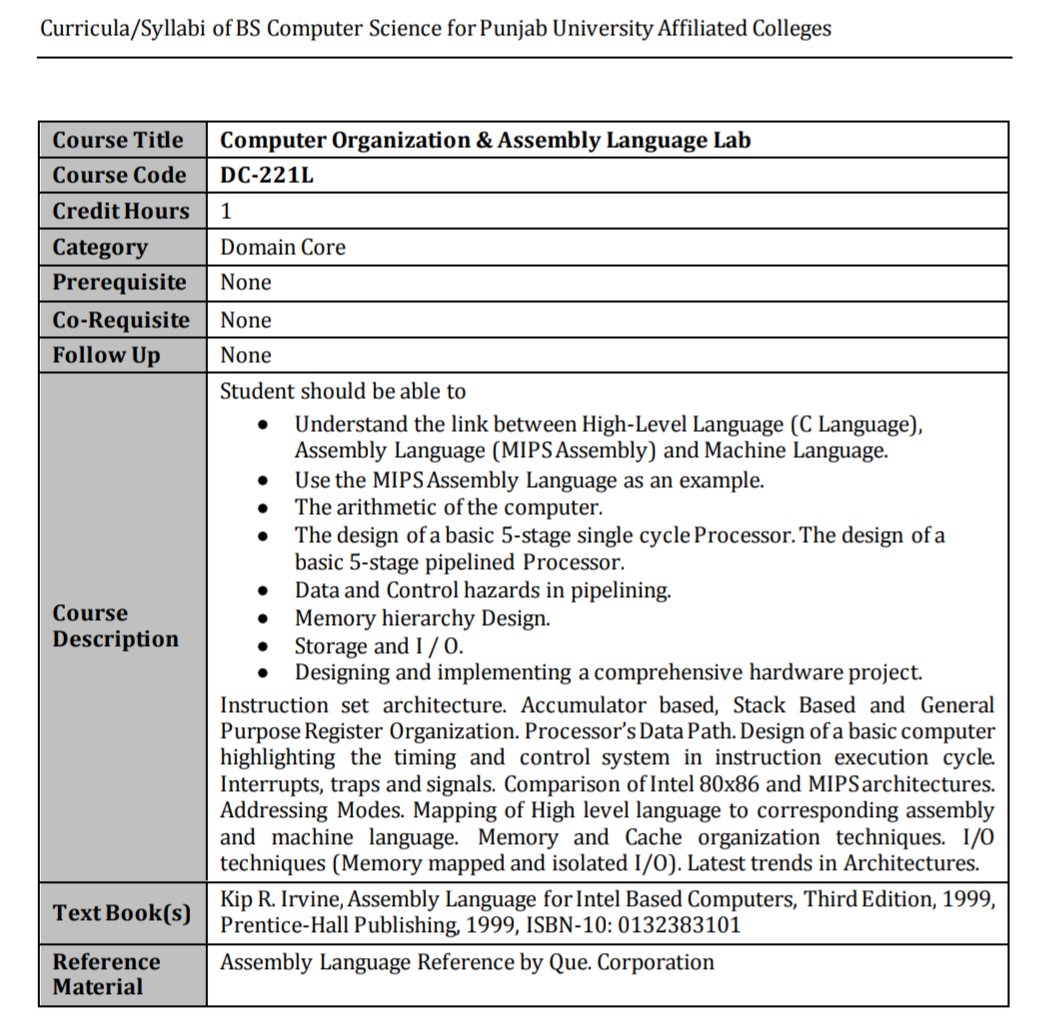 Curricula/Syllabi of BS Computer Science for Punjab University Affiliated Colleges
Course Title Computer Organization & Assembly Language Lab
Course Code DC-221L
Credit Hours 1
Category Domain Core
Prerequisite None
Co-Requisite None
Follow Up None
Course
Description
Student should be able to
● Understand the link between High-Level Language (C Language),
Assembly Language (MIPS Assembly) and Machine Language.
● Use the MIPS Assembly Language as an example.
● The arithmetic of the computer.
● The design of a basic 5-stage single cycle Processor. The design of a
basic 5-stage pipelined Processor.
● Data and Control hazards in pipelining.
● Memory hierarchy Design.
● Storage and I / O.
● Designing and implementing a comprehensive hardware project.
Instruction set architecture. Accumulator based, Stack Based and General
Purpose Register Organization. Processor's Data Path. Design of a basic computer
highlighting the timing and control system in instruction execution cycle.
Interrupts, traps and signals. Comparison of Intel 80x86 and MIPS architectures.
Addressing Modes. Mapping of High level language to corresponding assembly
and machine language. Memory and Cache organization techniques. I/O
techniques (Memory mapped and isolated I/O). Latest trends in Architectures.
Text Book(s)
Kip R. Irvine, Assembly Language for Intel Based Computers, Third Edition, 1999,
Prentice-Hall Publishing, 1999, ISBN-10: 0132383101
Reference
Material
Assembly Language Reference by Que. Corporation